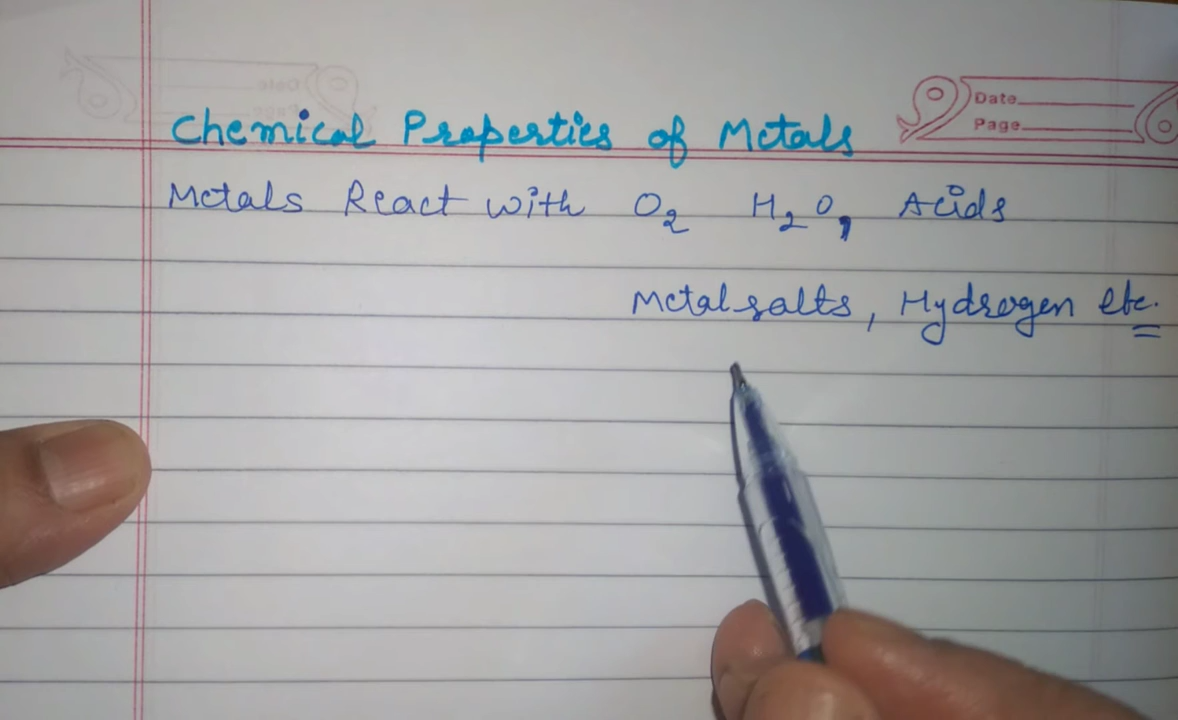 Date
Page
Chemical Properties of Metals
Metals React with O2 H2O, Acids
Metal salts, Hydrogen etc.